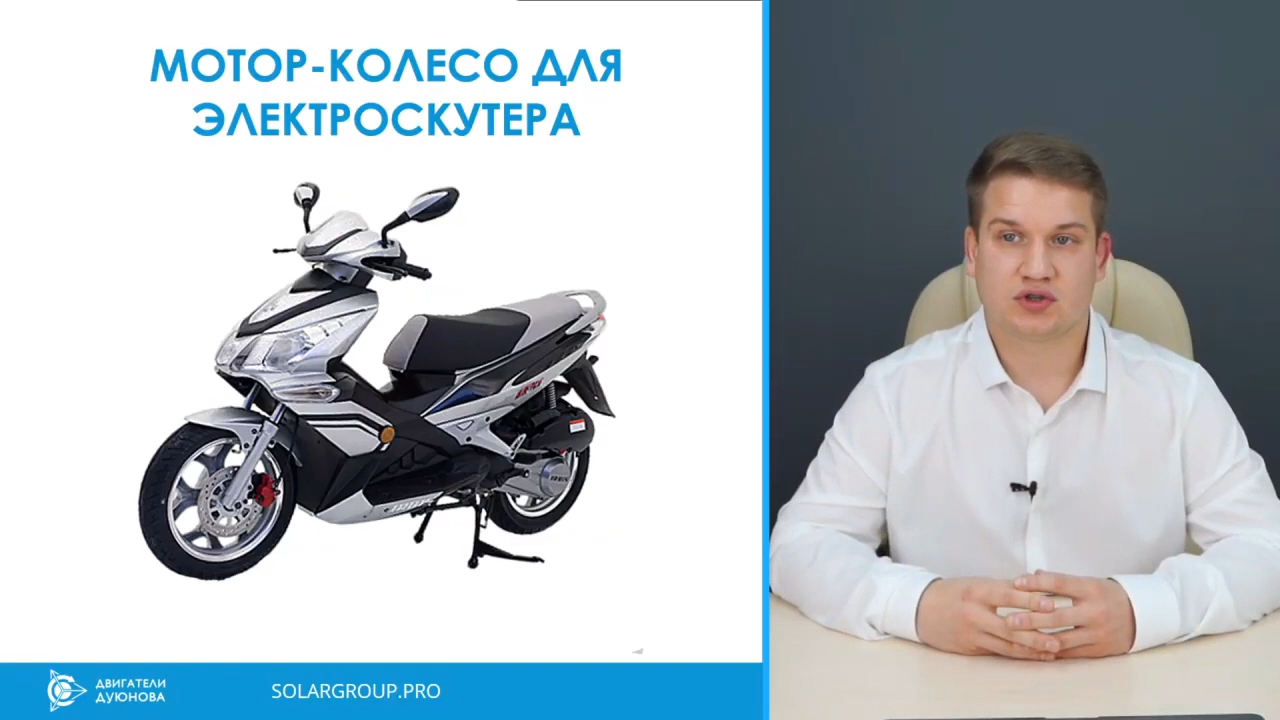 МОТОР-КОЛЕСО ДЛЯ
ЭЛЕКТРОСКУТЕРА
ДВИГАТЕЛИ
ДУЮНОВА
SOLARGROUP.PRO